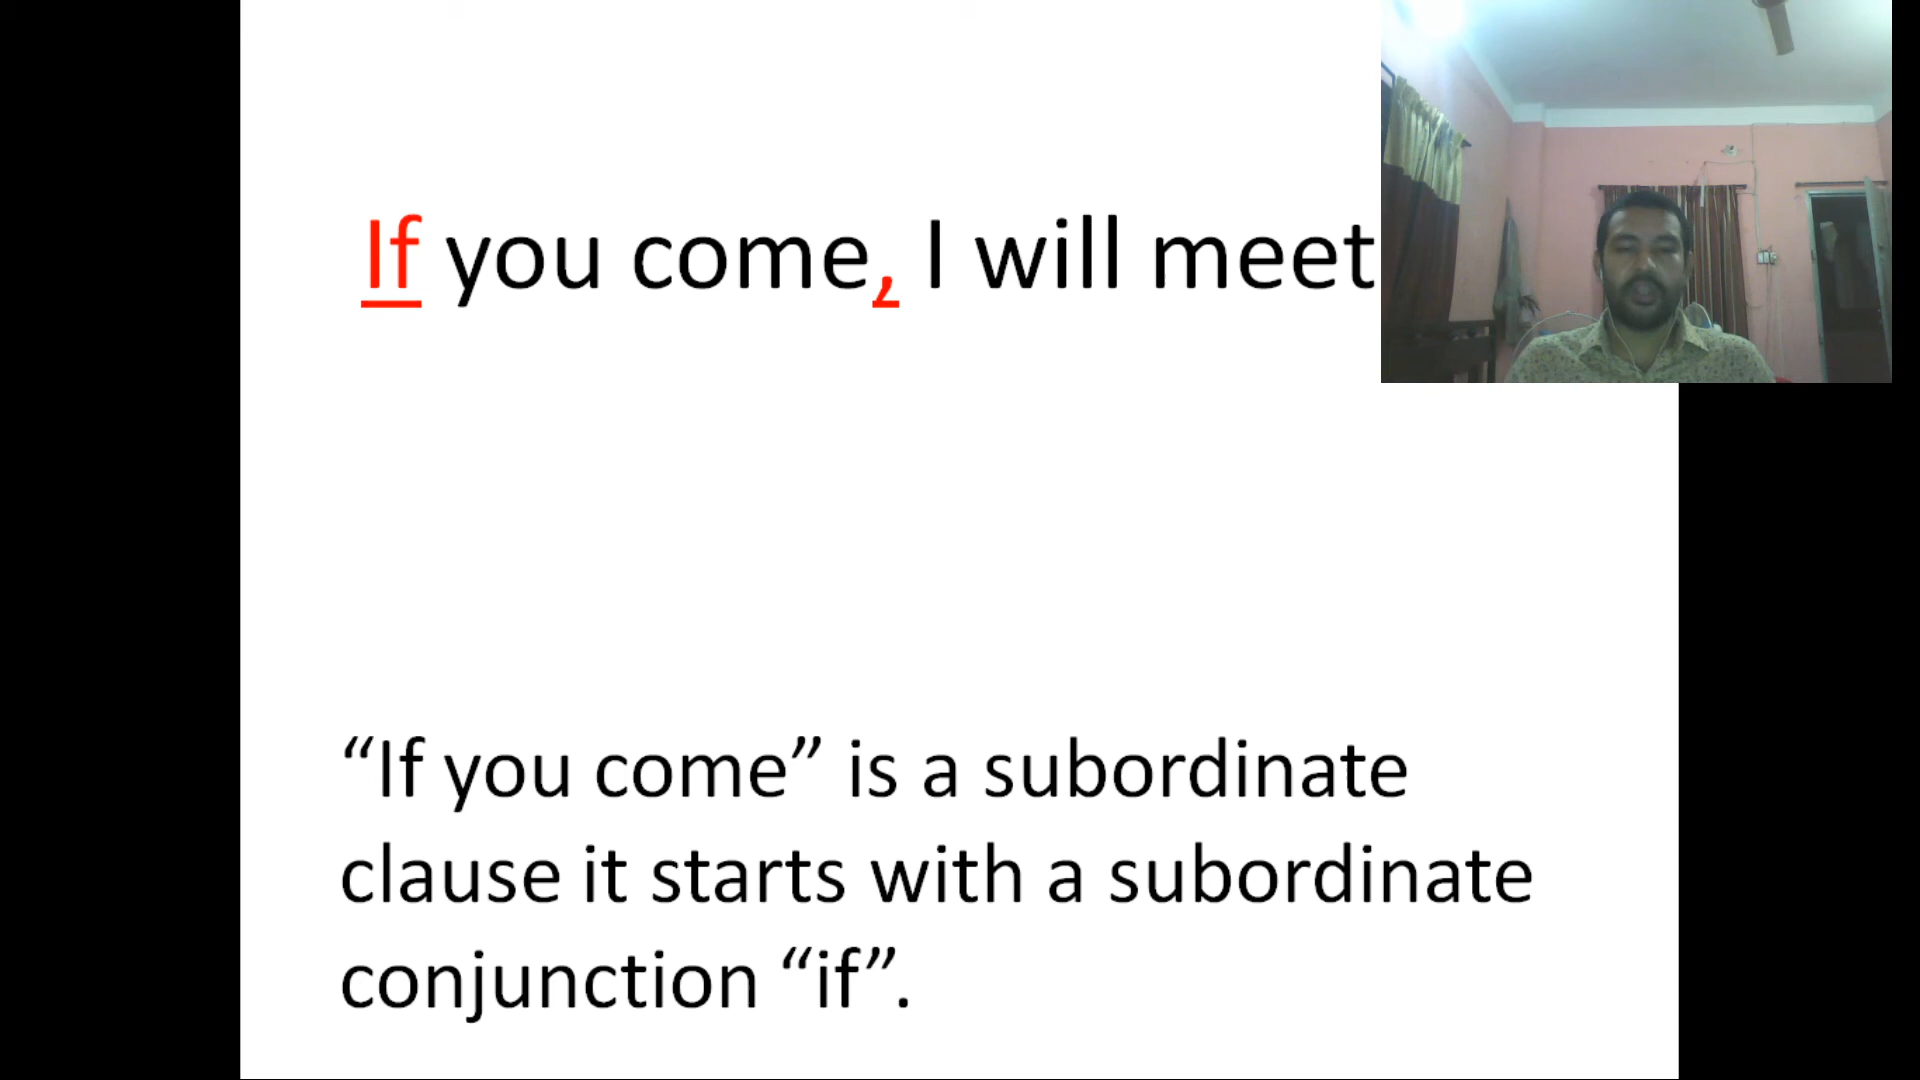 If you come, I will meet
“If you come” is a subordinate
clause it starts with a subordinate
conjunction “if”.